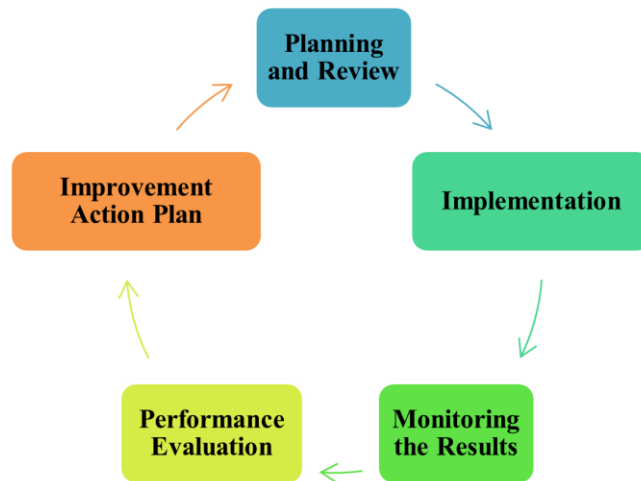 Planning
and Review
Implementation
Monitoring
the Results
Performance
Evaluation
Improvement
Action Plan